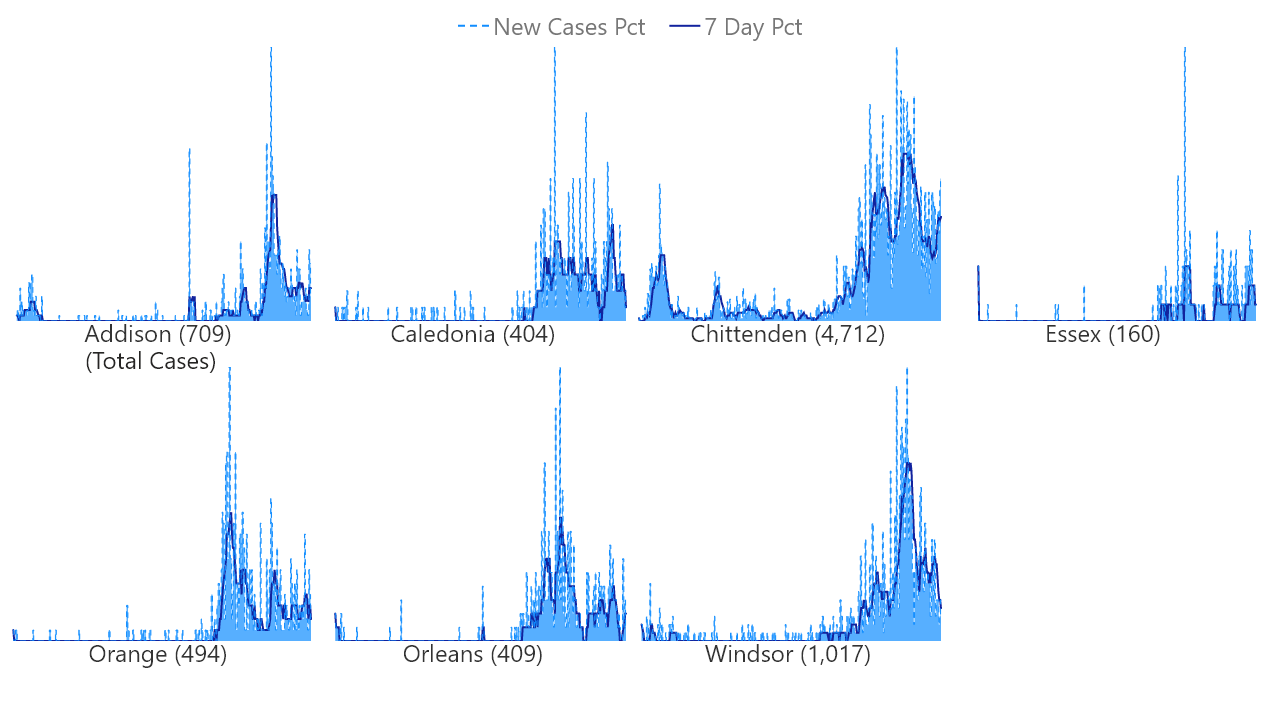 New Cases Pct 7 Day Pct
Addison (709)
(Total Cases)
Caledonia (404)
Chittenden (4,712)
Essex (160)
Orange (494)
Orleans (409)
Windsor (1,017)